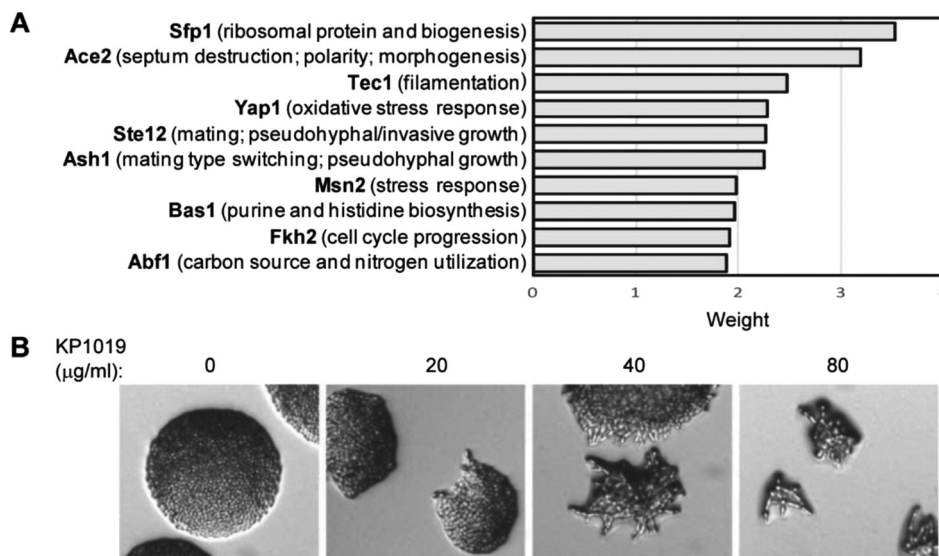 A
Sfp1 (ribosomal protein and biogenesis)
Ace2 (septum destruction; polarity; morphogenesis)
Tec1 (filamentation)
Yap1 (oxidative stress response)
Ste12 (mating; pseudohyphal/invasive growth)
Ash1 (mating type switching; pseudohyphal growth)
Msn2 (stress response)
Bas1 (purine and histidine biosynthesis)
Fkh2 (cell cycle progression)
Abf1 (carbon source and nitrogen utilization)
0 1 2 3
Weight
B KP1019
(µg/ml): 0 20 40 80